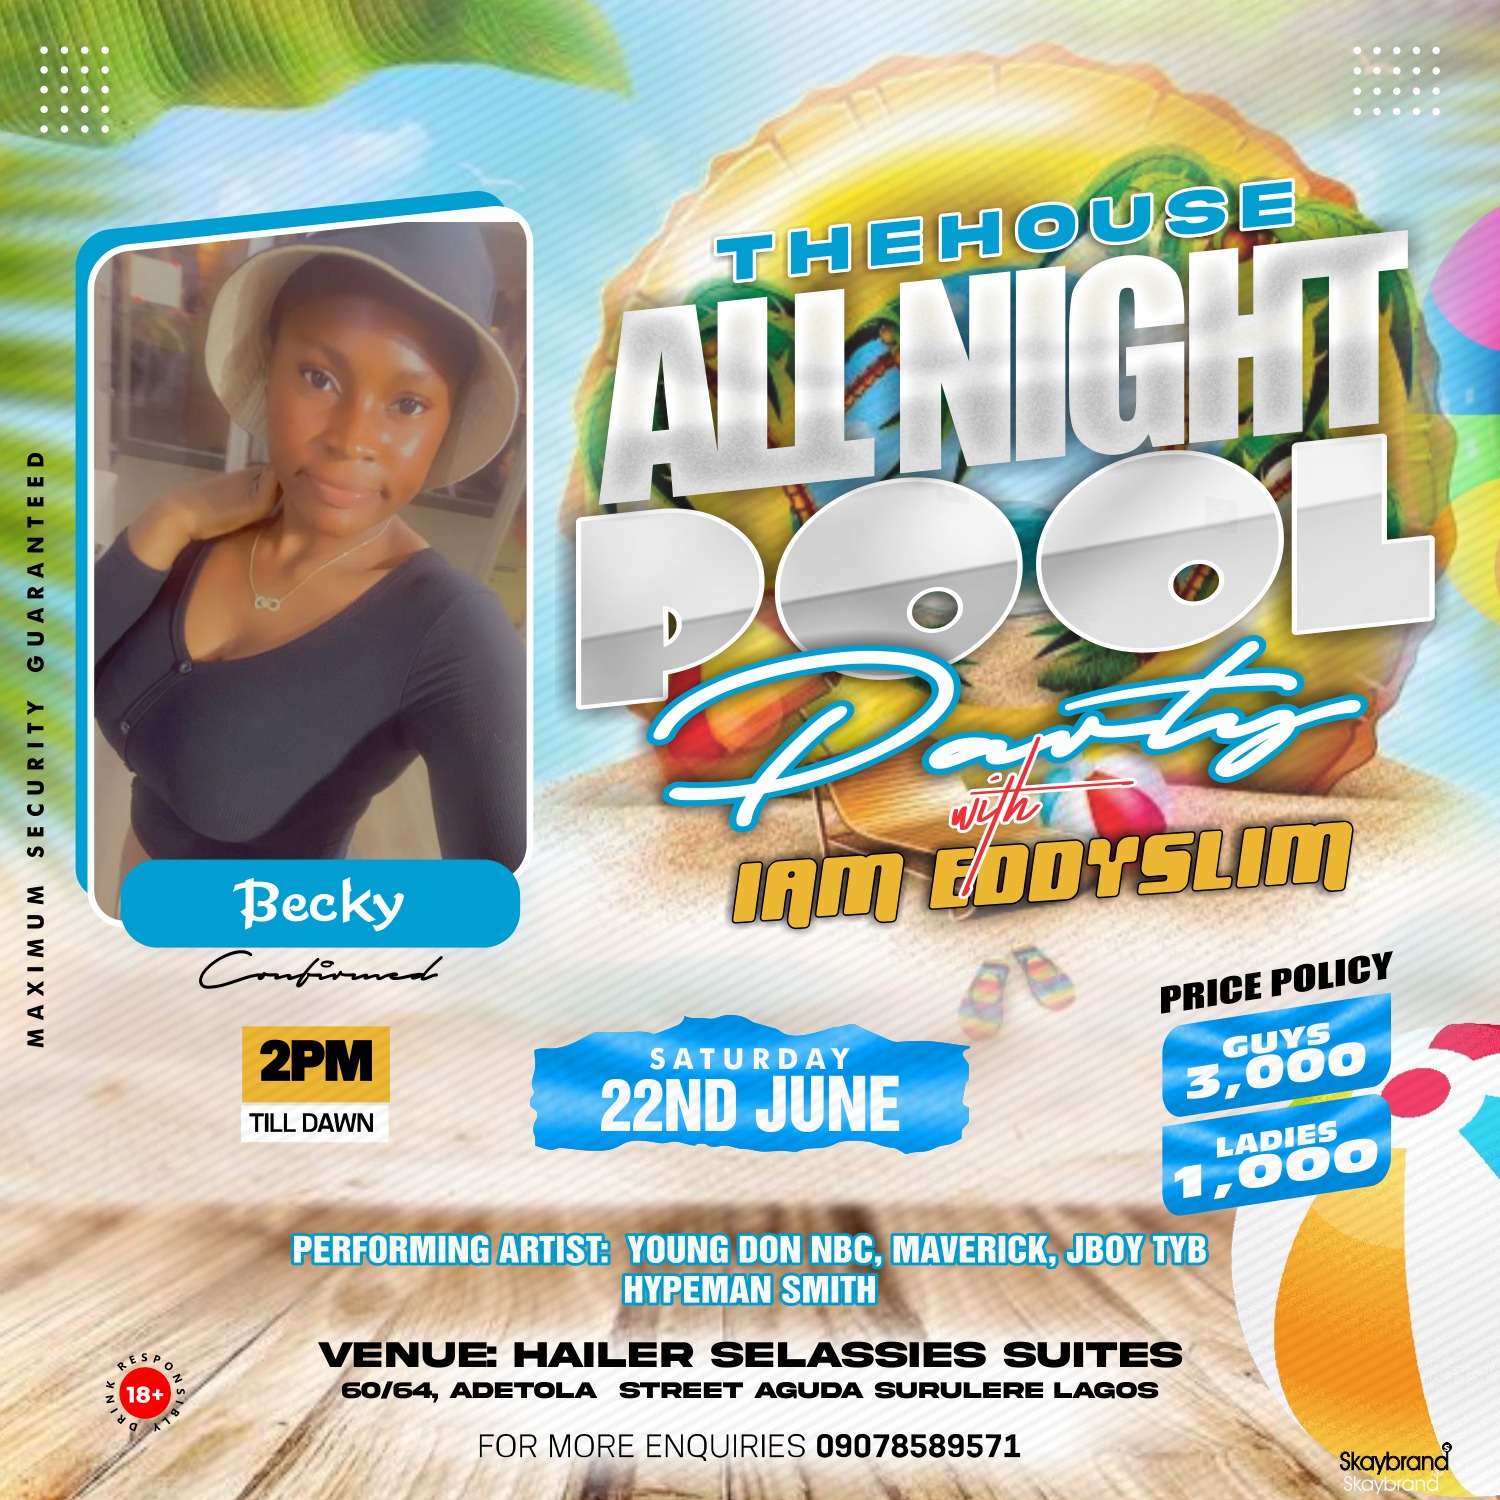 THEHOUSE
ALL NIGHT
POOL
Party
with
IAM EDDYSLIM
MAXIMUM SECURITY GUARANTEED
Becky
Confirmed
2PM
TILL DAWN
SATURDAY
22ND JUNE
PRICE POLICY
GUYS
3,000
LADIES
1,000
PERFORMING ARTIST: YOUNG DON NBC, MAVERICK, JBOY TYB
HYPEMAN SMITH
VENUE: HAILER SELASSIES SUITES
60/64, ADETOLA STREET AGUDA SURULERE LAGOS
DRINK RESPONSIBLY
18+
FOR MORE ENQUIRIES 09078589571
Skaybrand
Skaybrand